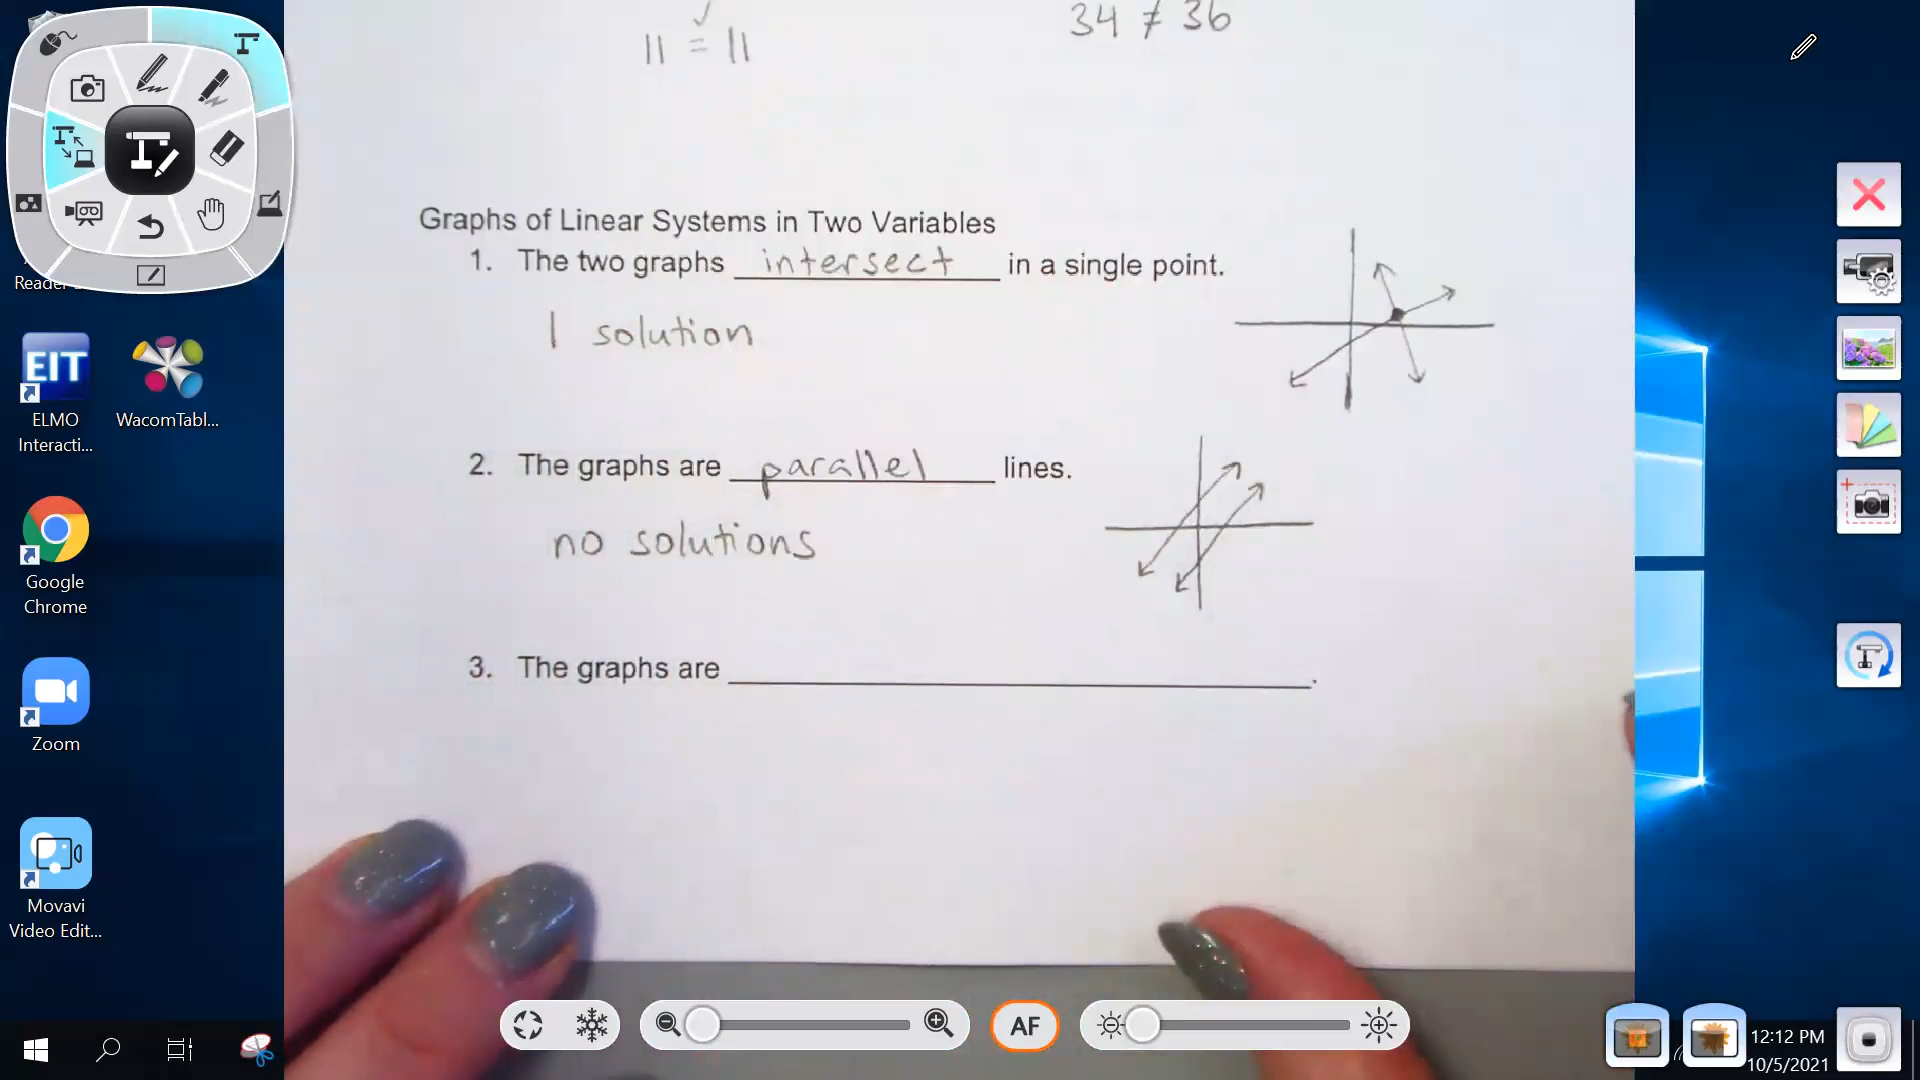 11 = 11
34 ≠ 36
Graphs of Linear Systems in Two Variables
1. The two graphs intersect in a single point.
1 solution
2. The graphs are parallel lines.
no solutions
3. The graphs are ____________.
EIT
ELMO
Interacti...
WacomTabl...
Google
Chrome
Zoom
Movavi
Video Edit...
AF
12:12 PM
10/5/2021